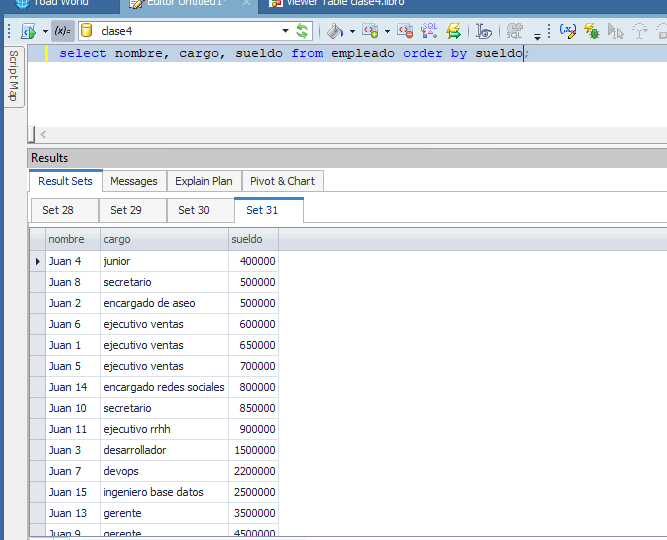 Toad World Editor Untitled1* Viewer Table clase4.libro
(x)= clase4 SQL
select nombre, cargo, sueldo from empleado order by sueldo;
Script Map
Results
Result Sets Messages Explain Plan Pivot & Chart
Set 28 Set 29 Set 30 Set 31
nombre cargo sueldo
Juan 4 junior 400000
Juan 8 secretario 500000
Juan 2 encargado de aseo 500000
Juan 6 ejecutivo ventas 600000
Juan 1 ejecutivo ventas 650000
Juan 5 ejecutivo ventas 700000
Juan 14 encargado redes sociales 800000
Juan 10 secretario 850000
Juan 11 ejecutivo rrhh 900000
Juan 3 desarrollador 1500000
Juan 7 devops 2200000
Juan 15 ingeniero base datos 2500000
Juan 13 gerente 3500000
Juan 9 gerente 4500000